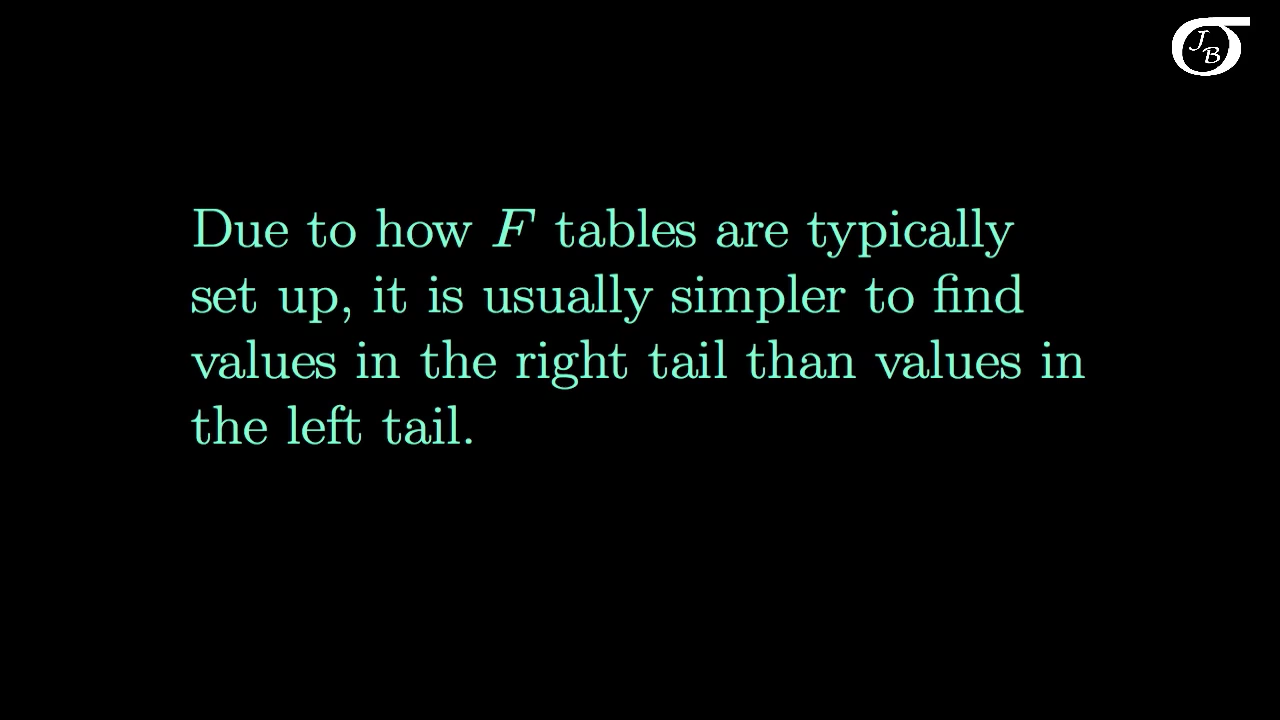 J
B
Due to how F tables are typically
set up, it is usually simpler to find
values in the right tail than values in
the left tail.